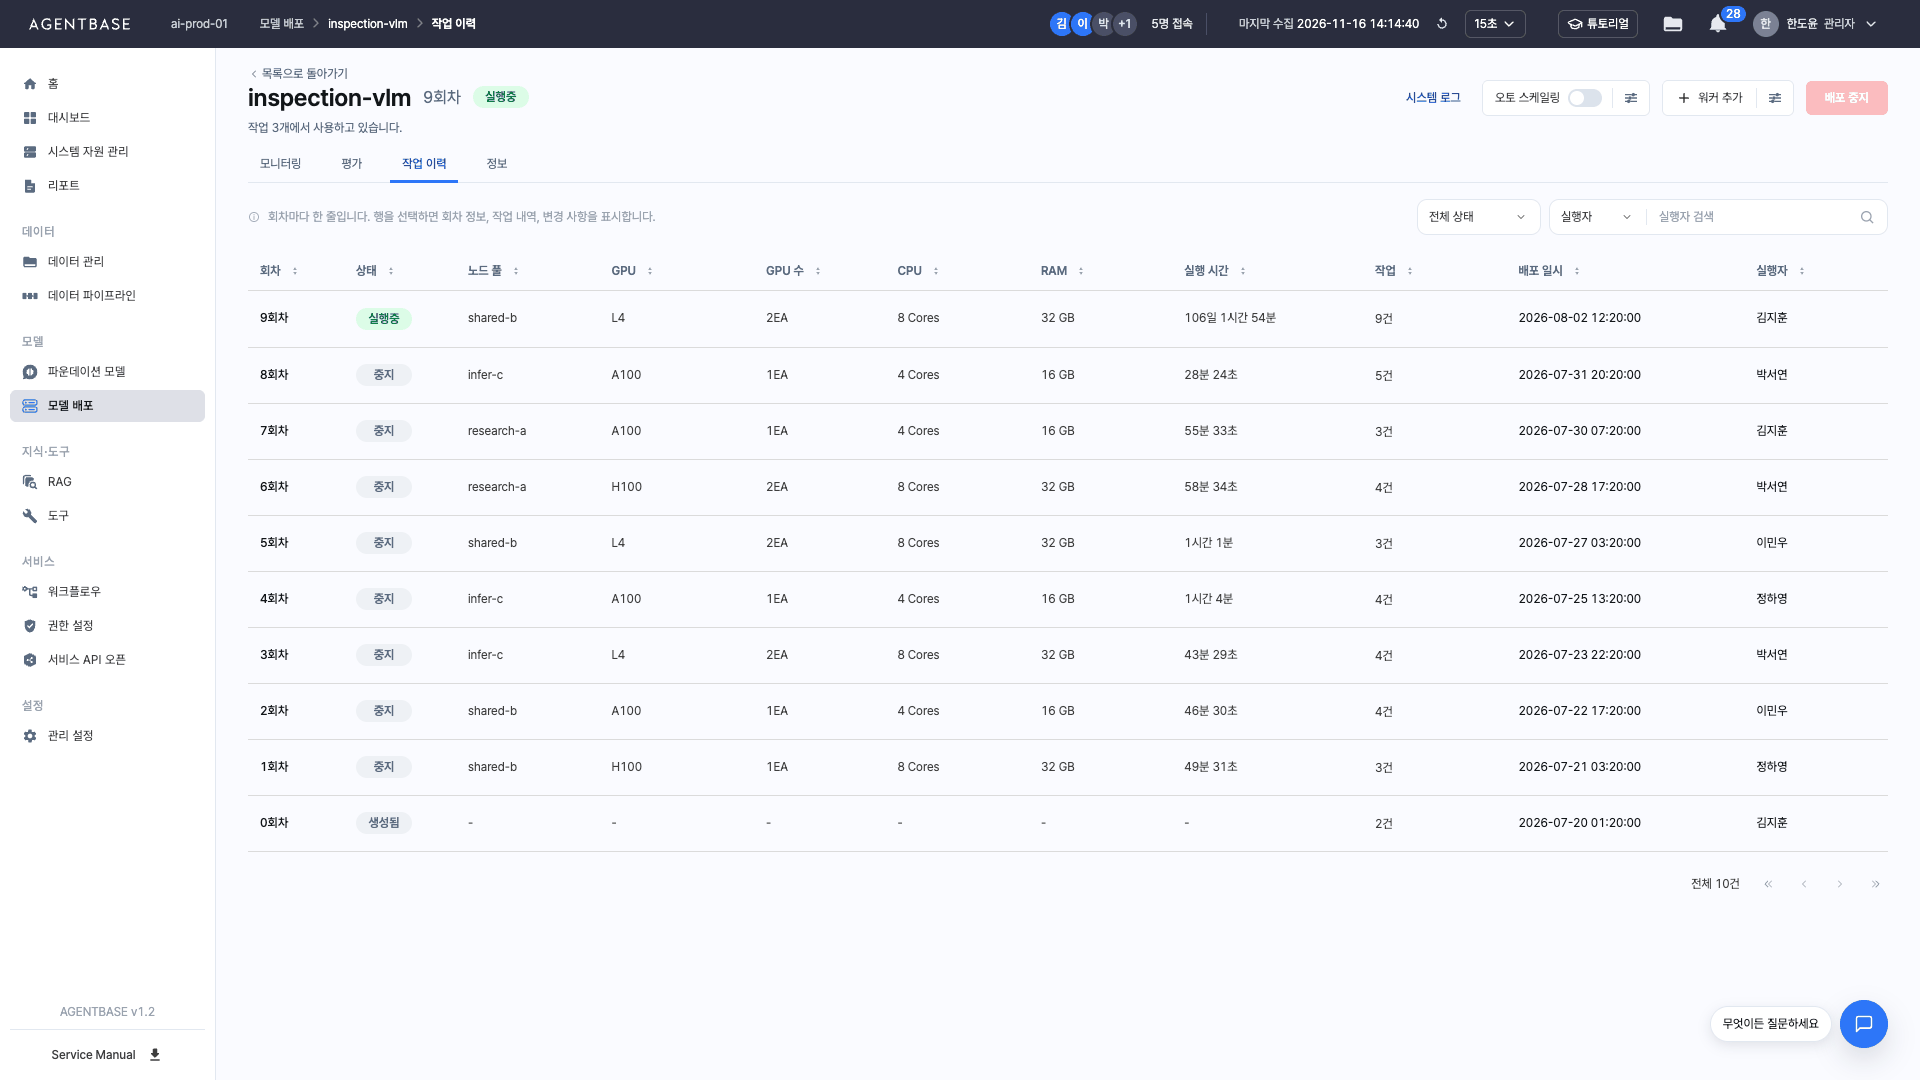 AGENTBASE
ai-prod-01
모델 배포 > inspection-vlm > 작업 이력
김 이 박 +1 5명 접속
마지막 수집 2026-11-16 14:14:40
15초
튜토리얼
28
한 한도윤 관리자
홈
대시보드
시스템 자원 관리
리포트
데이터
데이터 관리
데이터 파이프라인
모델
파운데이션 모델
모델 배포
지식·도구
RAG
도구
서비스
워크플로우
권한 설정
서비스 API 오픈
설정
관리 설정
AGENTBASE v1.2
Service Manual
목록으로 돌아가기
inspection-vlm 9회차 실행중
작업 3개에서 사용하고 있습니다.
시스템 로그
오토 스케일링
워커 추가
배포 중지
모니터링 평가 작업 이력 정보
회차마다 한 줄입니다. 행을 선택하면 회차 정보, 작업 내역, 변경 사항을 표시합니다.
전체 상태
실행자
실행자 검색
회차 상태 노드 풀 GPU GPU 수 CPU RAM 실행 시간 작업 배포 일시 실행자
9회차 실행중 shared-b L4 2EA 8 Cores 32 GB 106일 1시간 54분 9건 2026-08-02 12:20:00 김지훈
8회차 중지 infer-c A100 1EA 4 Cores 16 GB 28분 24초 5건 2026-07-31 20:20:00 박서연
7회차 중지 research-a A100 1EA 4 Cores 16 GB 55분 33초 3건 2026-07-30 07:20:00 김지훈
6회차 중지 research-a H100 2EA 8 Cores 32 GB 58분 34초 4건 2026-07-28 17:20:00 박서연
5회차 중지 shared-b L4 2EA 8 Cores 32 GB 1시간 1분 3건 2026-07-27 03:20:00 이민우
4회차 중지 infer-c A100 1EA 4 Cores 16 GB 1시간 4분 4건 2026-07-25 13:20:00 정하영
3회차 중지 infer-c L4 2EA 8 Cores 32 GB 43분 29초 4건 2026-07-23 22:20:00 박서연
2회차 중지 shared-b A100 1EA 4 Cores 16 GB 46분 30초 4건 2026-07-22 17:20:00 이민우
1회차 중지 shared-b H100 1EA 8 Cores 32 GB 49분 31초 3건 2026-07-21 03:20:00 정하영
0회차 생성됨 - - - - - - 2건 2026-07-20 01:20:00 김지훈
전체 10건
무엇이든 질문하세요